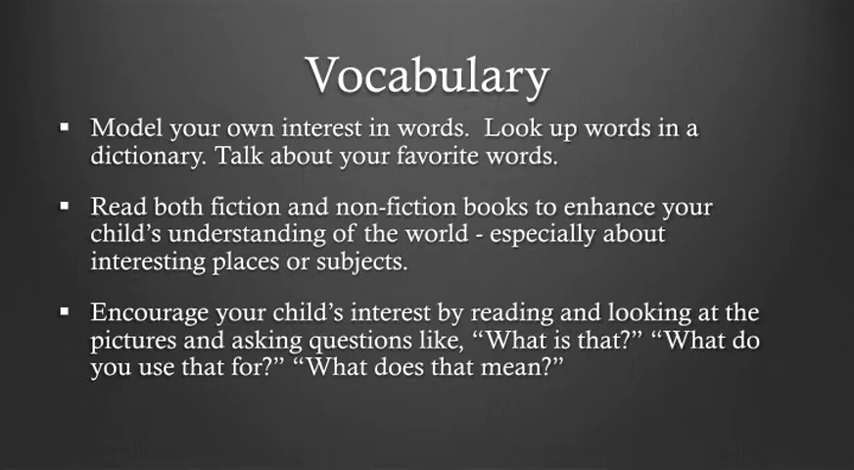 Vocabulary
▪ Model your own interest in words.  Look up words in a
dictionary. Talk about your favorite words.
▪ Read both fiction and non-fiction books to enhance your
child’s understanding of the world - especially about
interesting places or subjects.
▪ Encourage your child’s interest by reading and looking at the
pictures and asking questions like, “What is that?” “What do
you use that for?” “What does that mean?”